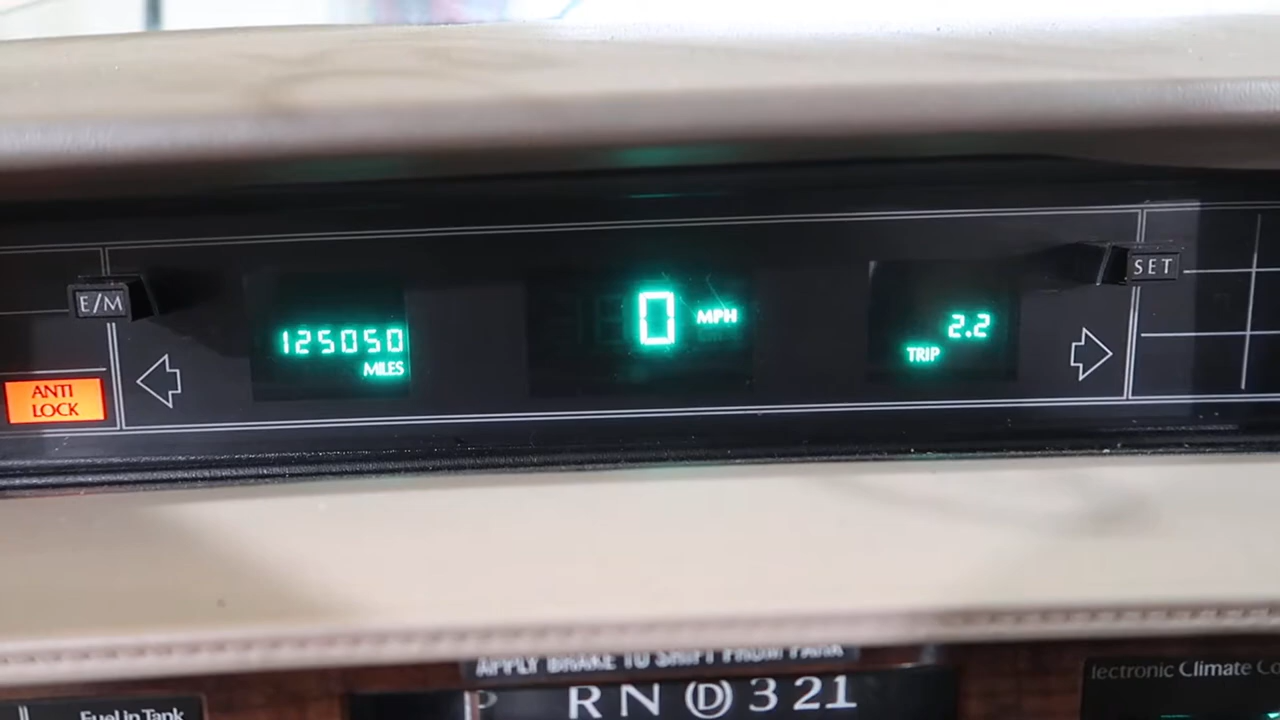 E/M
SET
ANTI
LOCK
125050
MILES
0 MPH
2.2
TRIP
APPLY BRAKE TO SHIFT FROM PARK
P R N D 3 2 1
Fuel in Tank
lectronic Climate Co